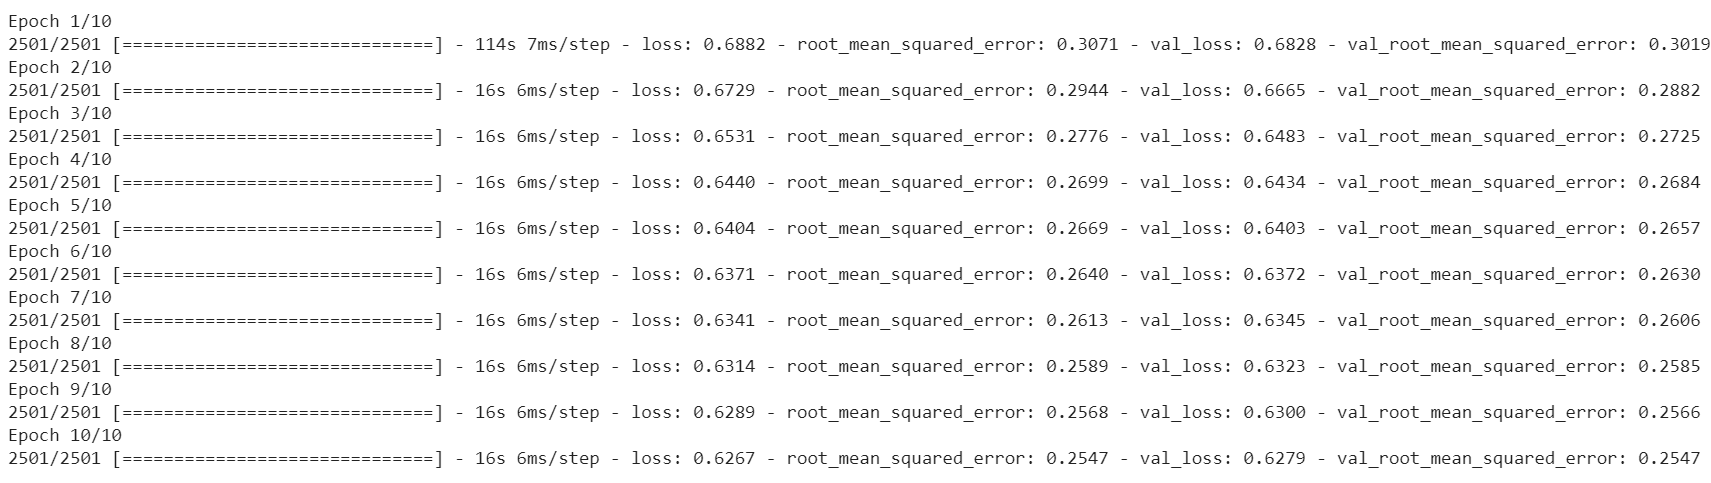 Epoch 1/10
2501/2501 [==============================] - 114s 7ms/step - loss: 0.6882 - root_mean_squared_error: 0.3071 - val_loss: 0.6828 - val_root_mean_squared_error: 0.3019
Epoch 2/10
2501/2501 [==============================] - 16s 6ms/step - loss: 0.6729 - root_mean_squared_error: 0.2944 - val_loss: 0.6665 - val_root_mean_squared_error: 0.2882
Epoch 3/10
2501/2501 [==============================] - 16s 6ms/step - loss: 0.6531 - root_mean_squared_error: 0.2776 - val_loss: 0.6483 - val_root_mean_squared_error: 0.2725
Epoch 4/10
2501/2501 [==============================] - 16s 6ms/step - loss: 0.6440 - root_mean_squared_error: 0.2699 - val_loss: 0.6434 - val_root_mean_squared_error: 0.2684
Epoch 5/10
2501/2501 [==============================] - 16s 6ms/step - loss: 0.6404 - root_mean_squared_error: 0.2669 - val_loss: 0.6403 - val_root_mean_squared_error: 0.2657
Epoch 6/10
2501/2501 [==============================] - 16s 6ms/step - loss: 0.6371 - root_mean_squared_error: 0.2640 - val_loss: 0.6372 - val_root_mean_squared_error: 0.2630
Epoch 7/10
2501/2501 [==============================] - 16s 6ms/step - loss: 0.6341 - root_mean_squared_error: 0.2613 - val_loss: 0.6345 - val_root_mean_squared_error: 0.2606
Epoch 8/10
2501/2501 [==============================] - 16s 6ms/step - loss: 0.6314 - root_mean_squared_error: 0.2589 - val_loss: 0.6323 - val_root_mean_squared_error: 0.2585
Epoch 9/10
2501/2501 [==============================] - 16s 6ms/step - loss: 0.6289 - root_mean_squared_error: 0.2568 - val_loss: 0.6300 - val_root_mean_squared_error: 0.2566
Epoch 10/10
2501/2501 [==============================] - 16s 6ms/step - loss: 0.6267 - root_mean_squared_error: 0.2547 - val_loss: 0.6279 - val_root_mean_squared_error: 0.2547